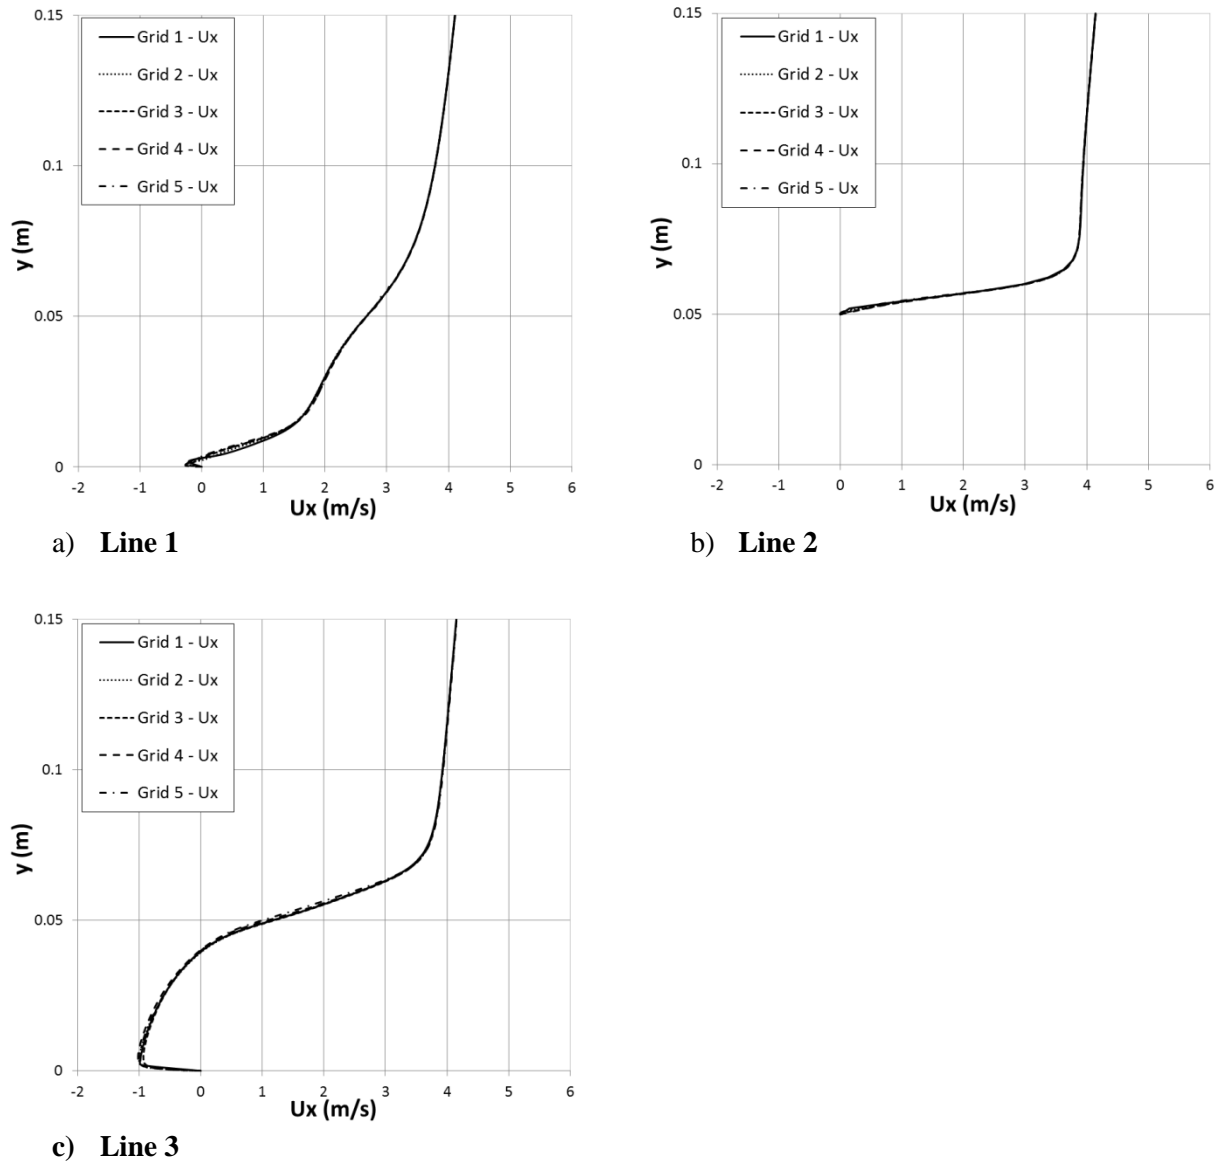 0.15
0.1
0.05
0
y (m)
Grid 1 - Ux
Grid 2 - Ux
Grid 3 - Ux
Grid 4 - Ux
Grid 5 - Ux
-2 -1 0 1 2 3 4 5 6
Ux (m/s)
a) Line 1
0.15
0.1
0.05
0
y (m)
Grid 1 - Ux
Grid 2 - Ux
Grid 3 - Ux
Grid 4 - Ux
Grid 5 - Ux
-2 -1 0 1 2 3 4 5 6
Ux (m/s)
b) Line 2
0.15
0.1
0.05
0
y (m)
Grid 1 - Ux
Grid 2 - Ux
Grid 3 - Ux
Grid 4 - Ux
Grid 5 - Ux
-2 -1 0 1 2 3 4 5 6
Ux (m/s)
c) Line 3